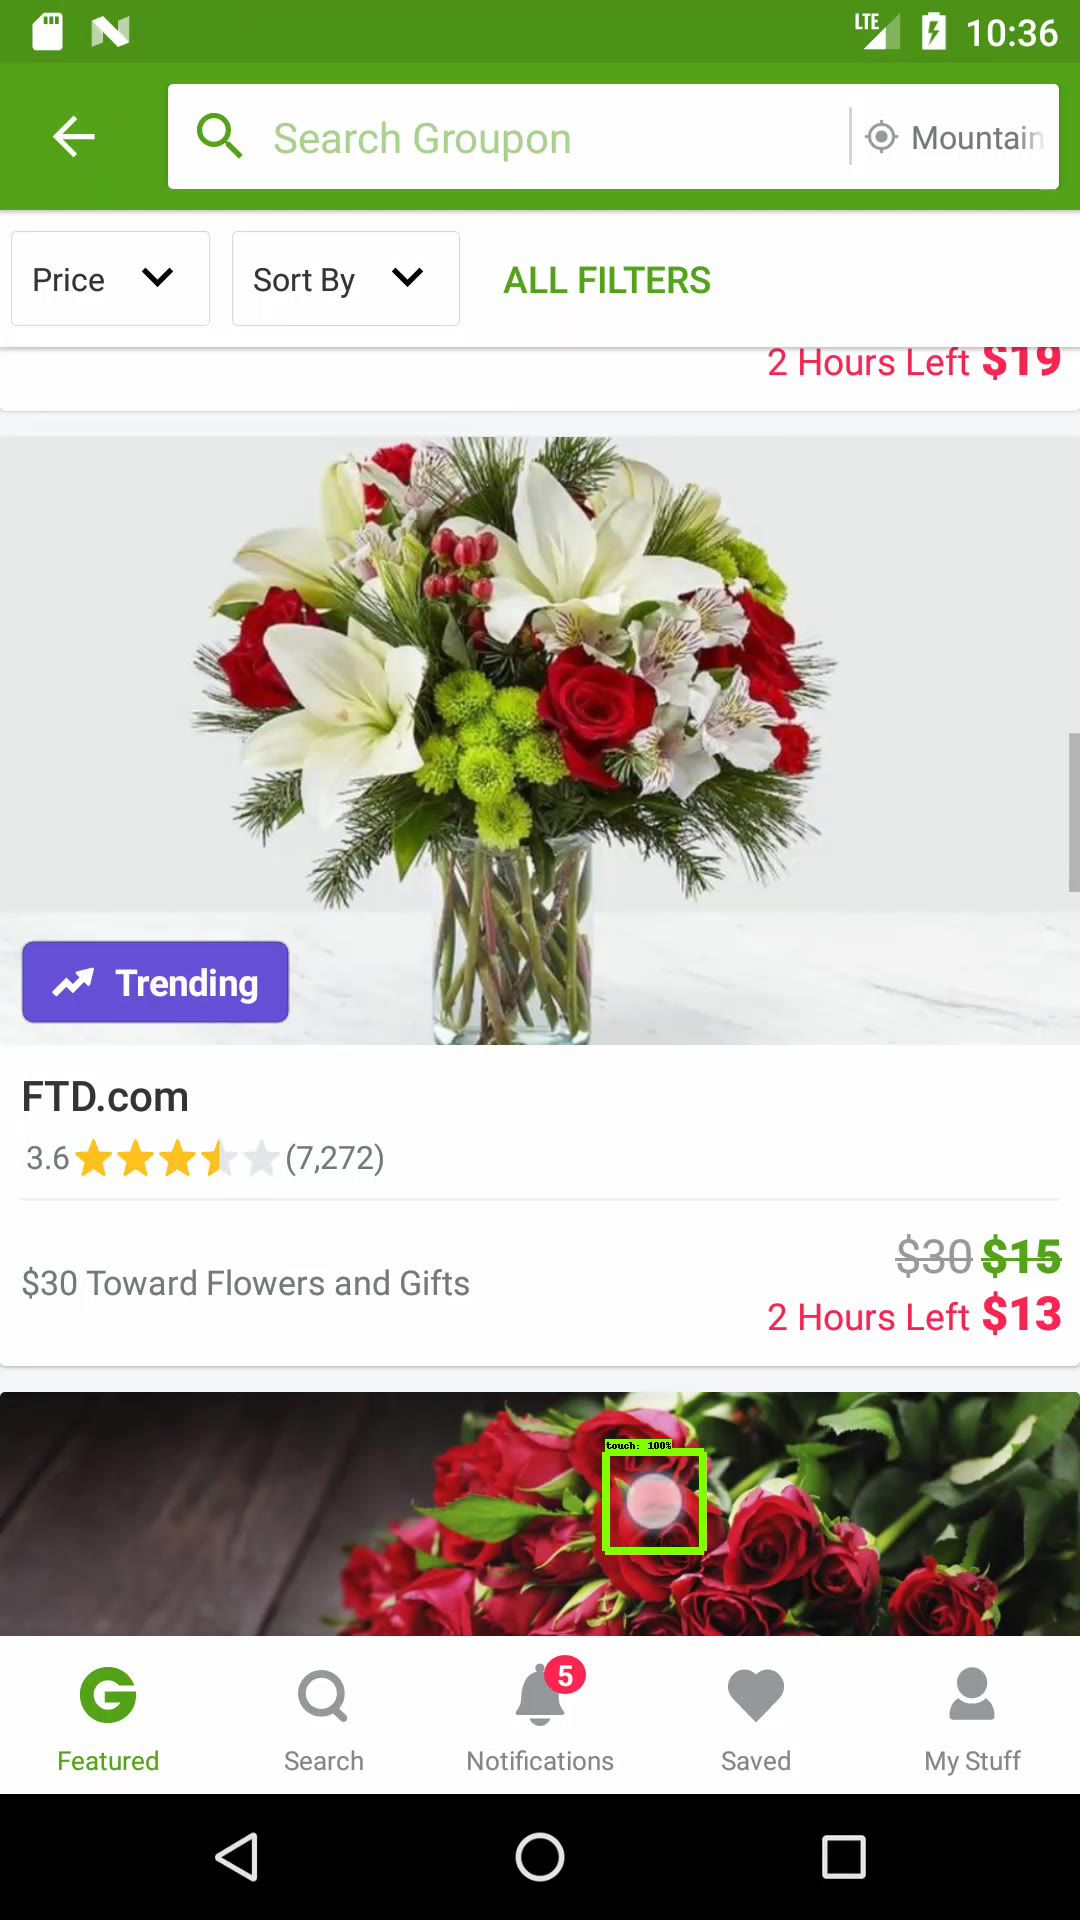 LTE 10:36
Search Groupon Mountain
Price Sort By ALL FILTERS
2 Hours Left $19
Trending
FTD.com
3.6 (7,272)
$30 $15
$30 Toward Flowers and Gifts
2 Hours Left $13
touch: 100%
5
Featured Search Notifications Saved My Stuff